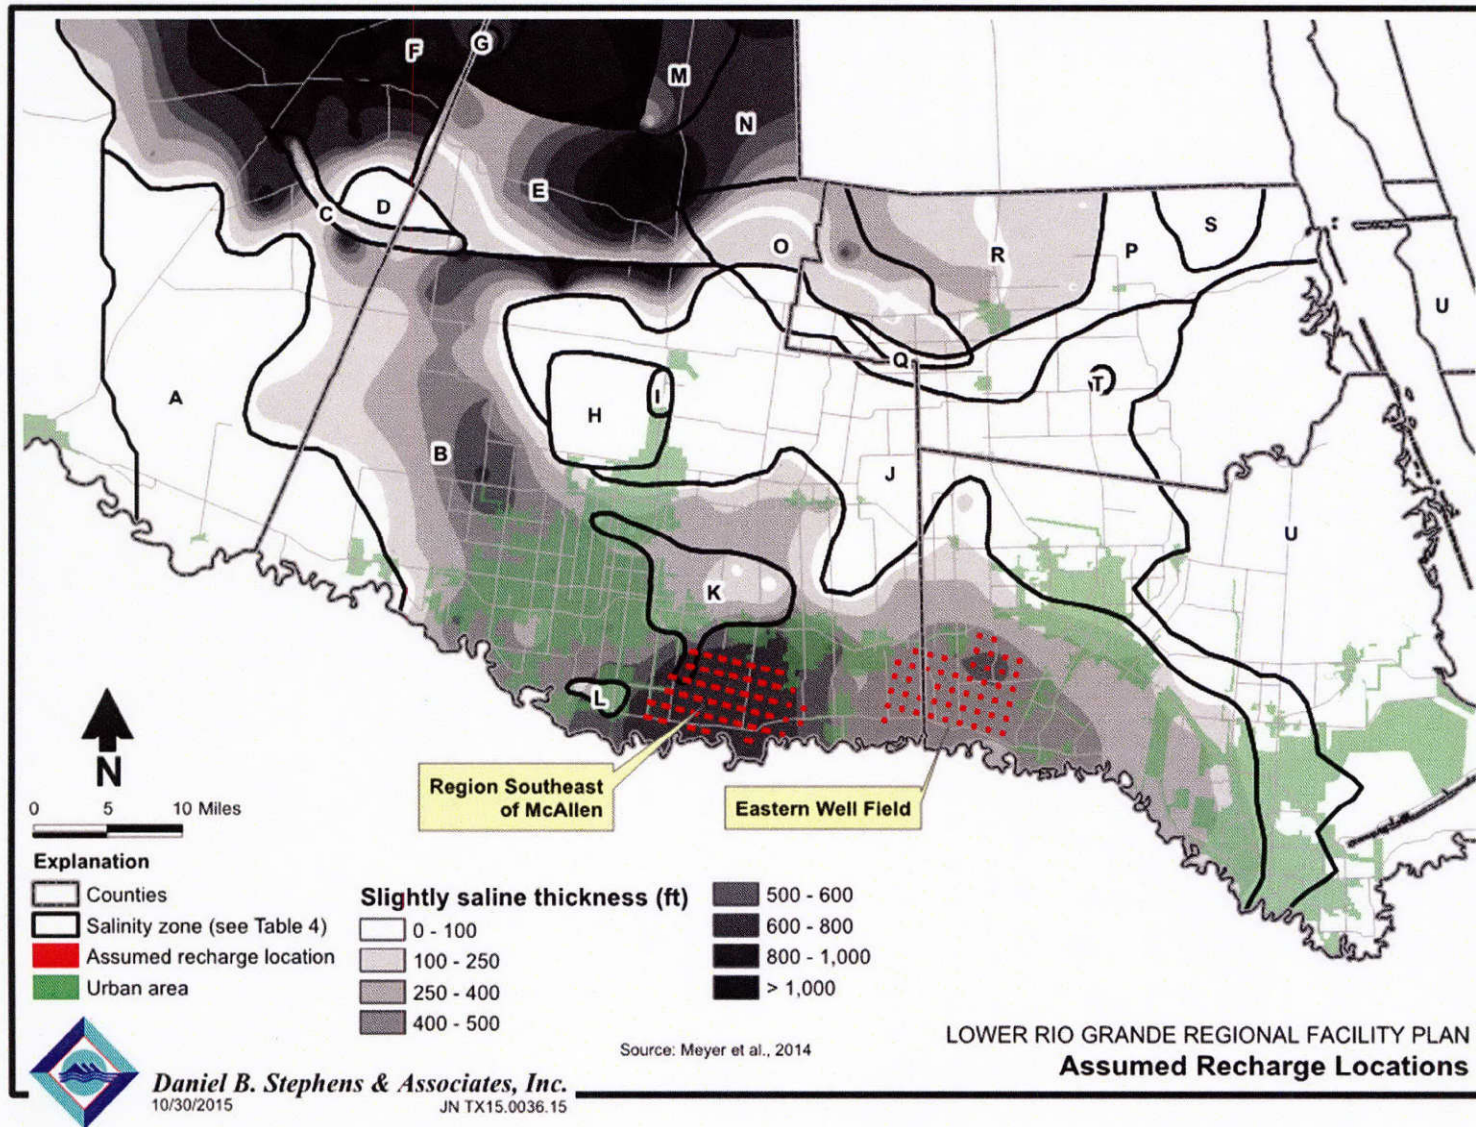 F
G
M
N
E
C
D
O
R
P
S
U
A
H
I
Q
T
B
J
U
K
L
N
0 5 10 Miles
Region Southeast
of McAllen
Eastern Well Field
Explanation
Counties
Salinity zone (see Table 4)
Assumed recharge location
Urban area
Slightly saline thickness (ft)
0 - 100
100 - 250
250 - 400
400 - 500
500 - 600
600 - 800
800 - 1,000
> 1,000
Source: Meyer et al., 2014
LOWER RIO GRANDE REGIONAL FACILITY PLAN
Assumed Recharge Locations
Daniel B. Stephens & Associates, Inc.
10/30/2015 JN TX15.0036.15